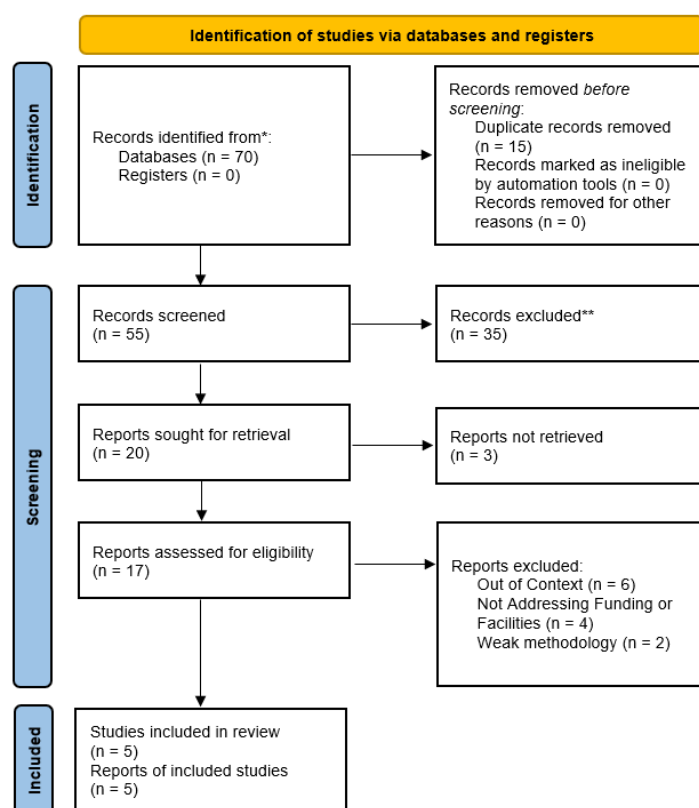 Identification of studies via databases and registers
Identification
Records identified from*:
Databases (n = 70)
Registers (n = 0)
Records removed before
screening:
Duplicate records removed
(n = 15)
Records marked as ineligible
by automation tools (n = 0)
Records removed for other
reasons (n = 0)
Screening
Records screened
(n = 55)
Records excluded**
(n = 35)
Reports sought for retrieval
(n = 20)
Reports not retrieved
(n = 3)
Reports assessed for eligibility
(n = 17)
Reports excluded:
Out of Context (n = 6)
Not Addressing Funding or
Facilities (n = 4)
Weak methodology (n = 2)
Included
Studies included in review
(n = 5)
Reports of included studies
(n = 5)